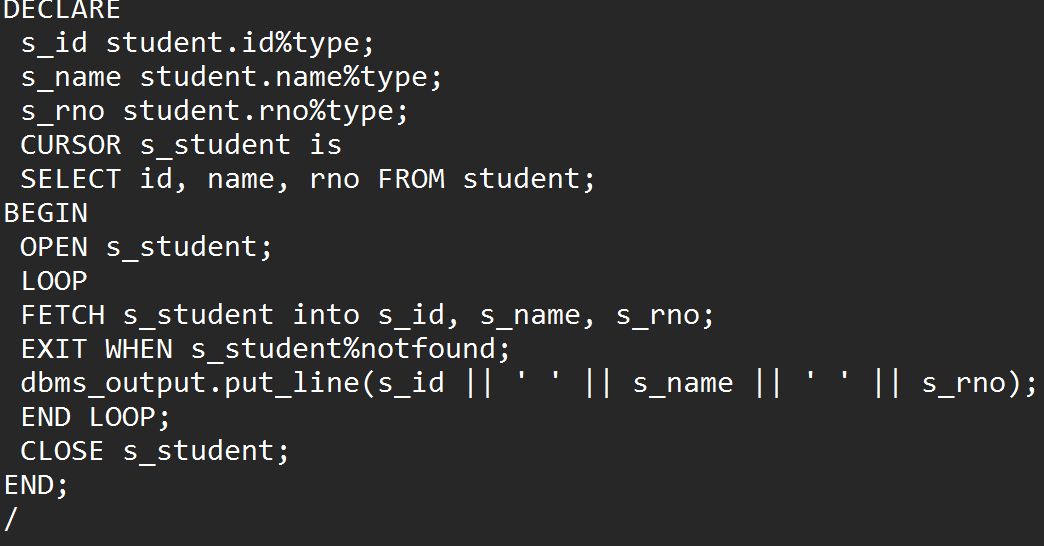 DECLARE
s_id student.id%type;
s_name student.name%type;
s_rno student.rno%type;
CURSOR s_student is
SELECT id, name, rno FROM student;
BEGIN
OPEN s_student;
LOOP
FETCH s_student into s_id, s_name, s_rno;
EXIT WHEN s_student%notfound;
dbms_output.put_line(s_id || ' ' || s_name || ' ' || s_rno);
END LOOP;
CLOSE s_student;
END;
/